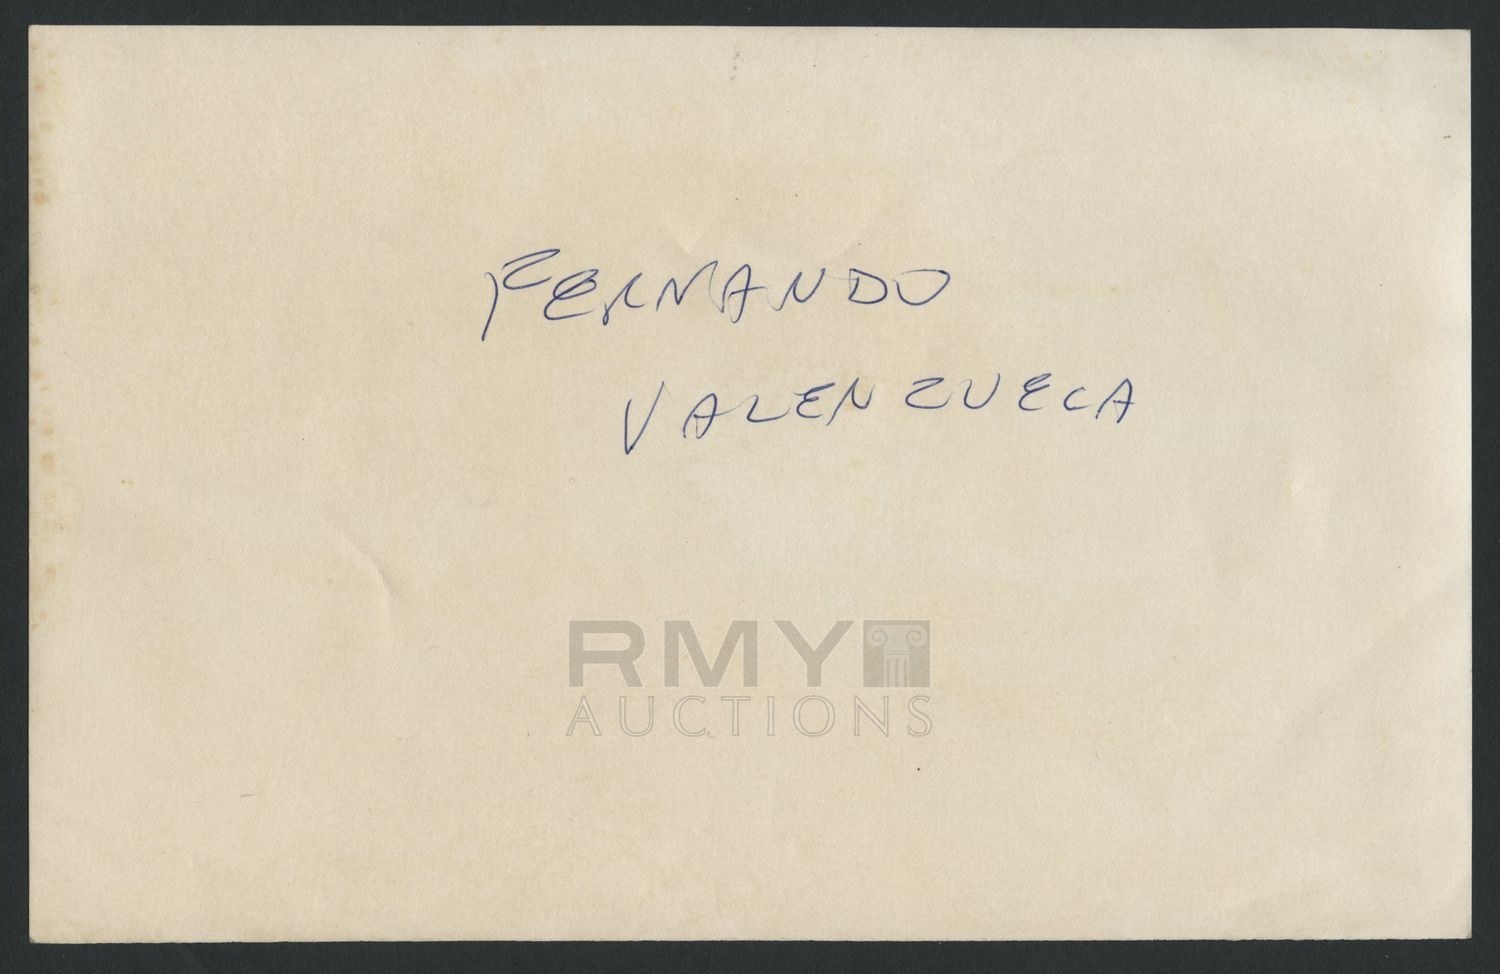 FERNANDO
VALENZUELA
RMY
AUCTIONS